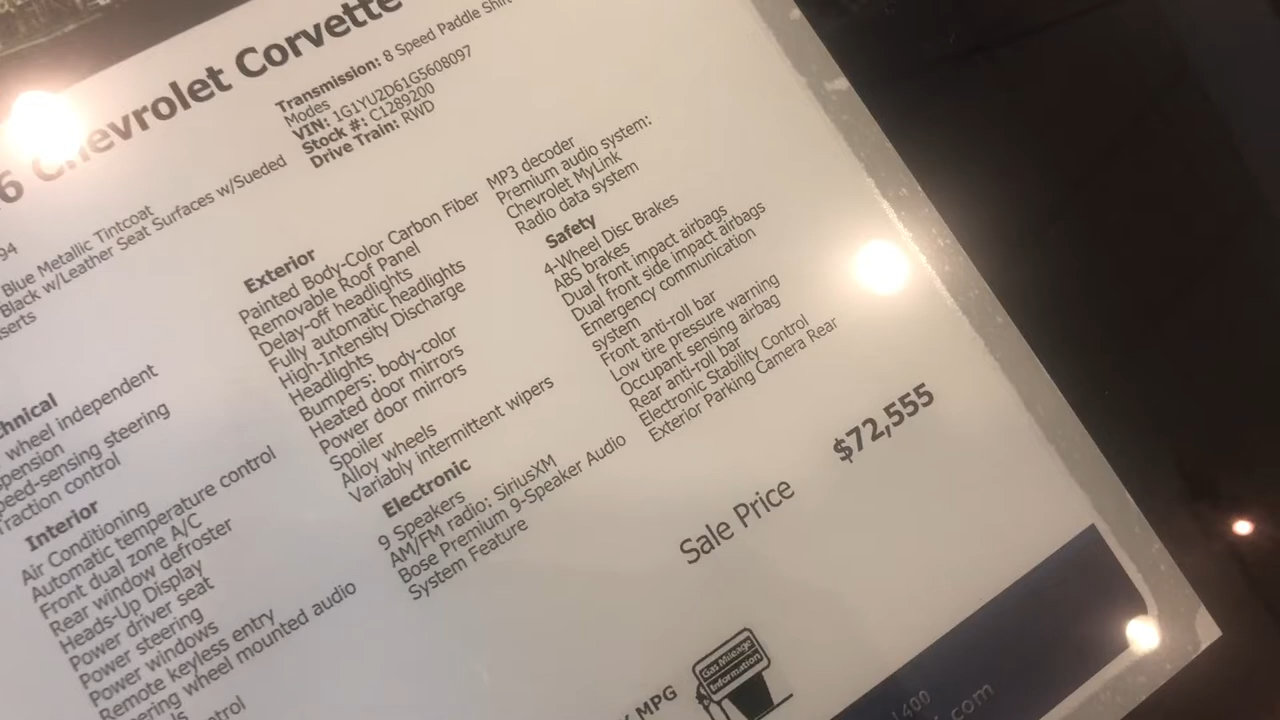 6 Chevrolet Corvette
94
Blue Metallic Tintcoat
Black w/Leather Seat Surfaces w/Sueded
Transmission: 8 Speed Paddle Shift
Modes
VIN: 1G1YU2D61G5608097
Stock #: C1289200
Drive Train: RWD
wheel independent
speed-sensing steering
Traction control
Interior
Air Conditioning
Automatic temperature control
Front dual zone A/C
Rear window defroster
Heads-Up Display
Power driver seat
Power steering
Power windows
Remote keyless entry
wheel mounted audio
Exterior
Painted Body-Color Carbon Fiber
Removable Roof Panel
Delay-off headlights
Fully automatic headlights
High-Intensity Discharge
Headlights
Bumpers: body-color
Heated door mirrors
Power door mirrors
Spoiler
Alloy wheels
Variably intermittent wipers
Electronic
9 Speakers
AM/FM radio: SiriusXM
Bose Premium 9-Speaker Audio
System Feature
MP3 decoder
Premium audio system:
Chevrolet MyLink
Radio data system
Safety
4-Wheel Disc Brakes
ABS brakes
Dual front impact airbags
Dual front side impact airbags
Emergency communication
system
Front anti-roll bar
Low tire pressure warning
Occupant sensing airbag
Rear anti-roll bar
Electronic Stability Control
Exterior Parking Camera Rear
Sale Price $72,555
MPG
Gas Mileage
Information
1400
.com